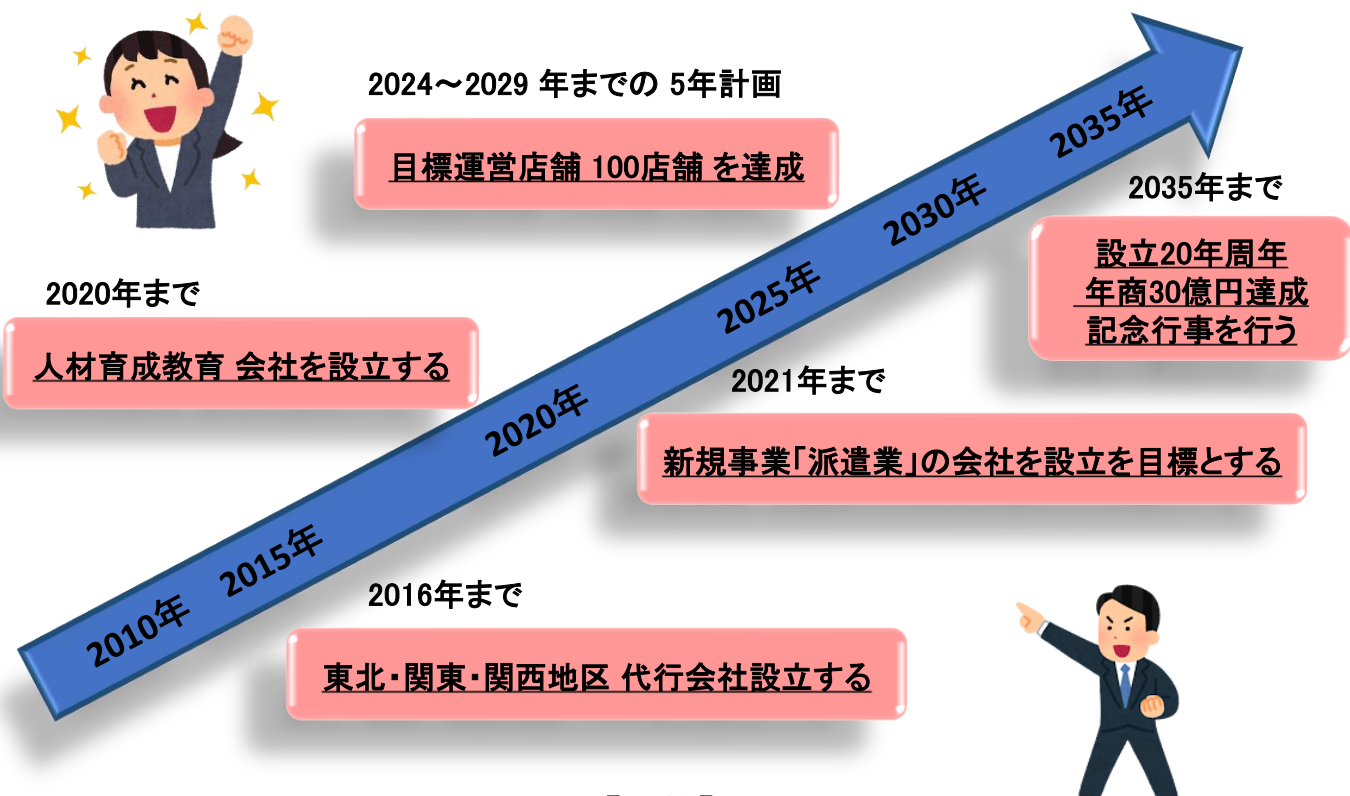 2024～2029 年までの 5年計画
目標運営店舗 100店舗 を達成
2035年まで
設立20年周年
年商30億円達成
記念行事を行う
2020年まで
人材育成教育 会社を設立する
2021年まで
新規事業「派遣業」の会社を設立を目標とする
2016年まで
東北・関東・関西地区 代行会社設立する
2010年
2015年
2020年
2025年
2030年
2035年